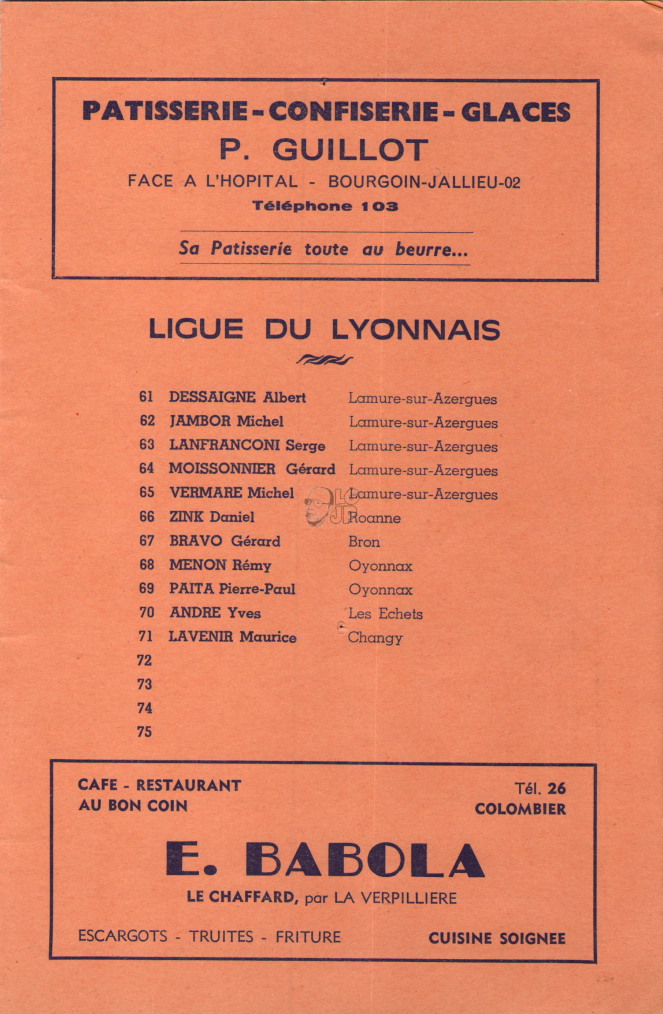 PATISSERIE - CONFISERIE - GLACES
P. GUILLOT
FACE A L'HOPITAL - BOURGOIN-JALLIEU-02
Téléphone 103
Sa Patisserie toute au beurre...
LIGUE DU LYONNAIS
61 DESSAIGNE Albert Lamure-sur-Azergues
62 JAMBOR Michel Lamure-sur-Azergues
63 LANFRANCONI Serge Lamure-sur-Azergues
64 MOISSONNIER Gérard Lamure-sur-Azergues
65 VERMARE Michel Lamure-sur-Azergues
66 ZINK Daniel Roanne
67 BRAVO Gérard Bron
68 MENON Rémy Oyonnax
69 PAITA Pierre-Paul Oyonnax
70 ANDRE Yves Les Echets
71 LAVENIR Maurice Changy
72
73
74
75
CAFE - RESTAURANT Tél. 26
AU BON COIN COLOMBIER
E. BABOLA
LE CHAFFARD, par LA VERPILLIERE
ESCARGOTS - TRUITES - FRITURE CUISINE SOIGNEE